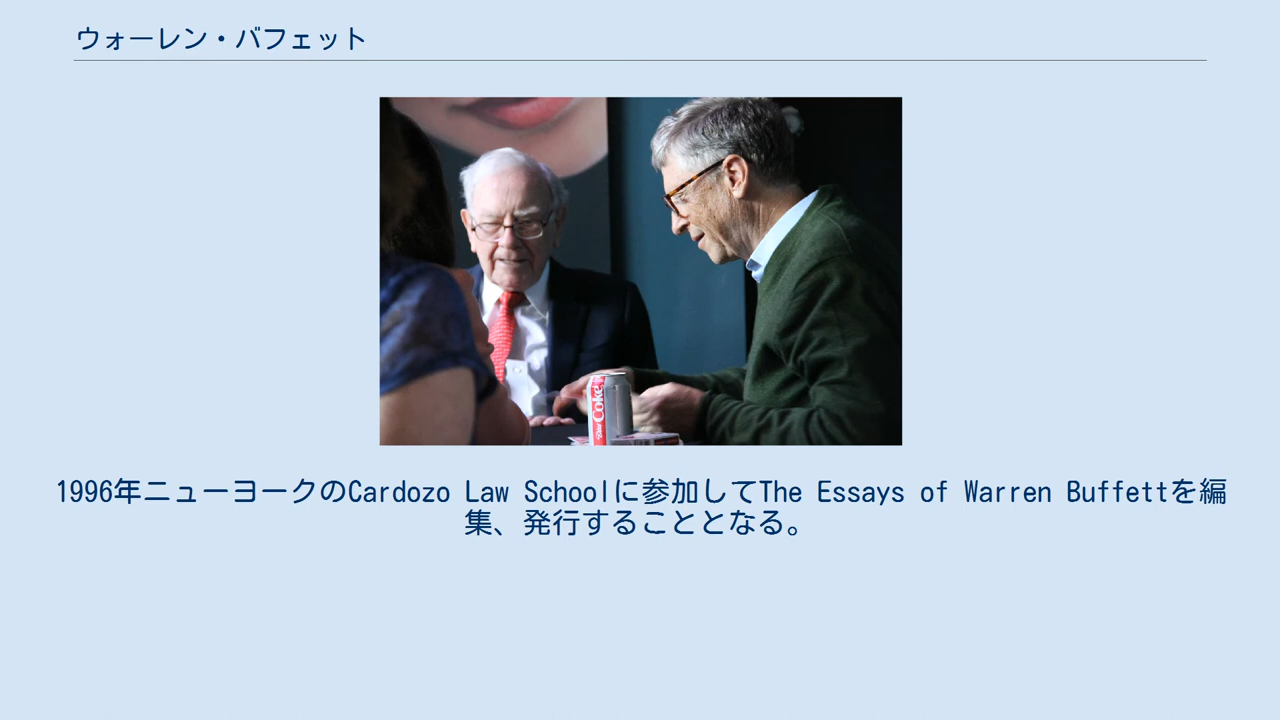 ウォーレン・バフェット
Diet Coke
1996年ニューヨークのCardozo Law Schoolに参加してThe Essays of Warren Buffettを編
集、発行することとなる。